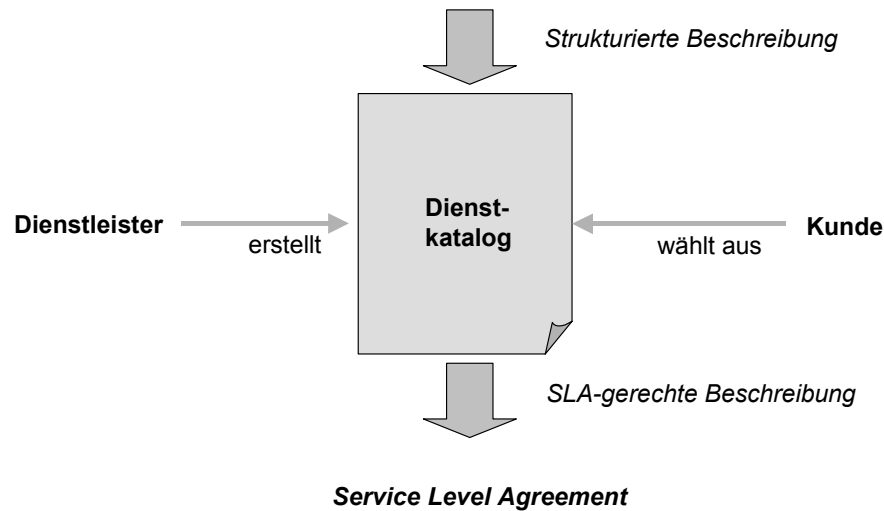 Strukturierte Beschreibung
Dienstleister
erstellt
Dienst-
katalog
wählt aus
Kunde
SLA-gerechte Beschreibung
Service Level Agreement